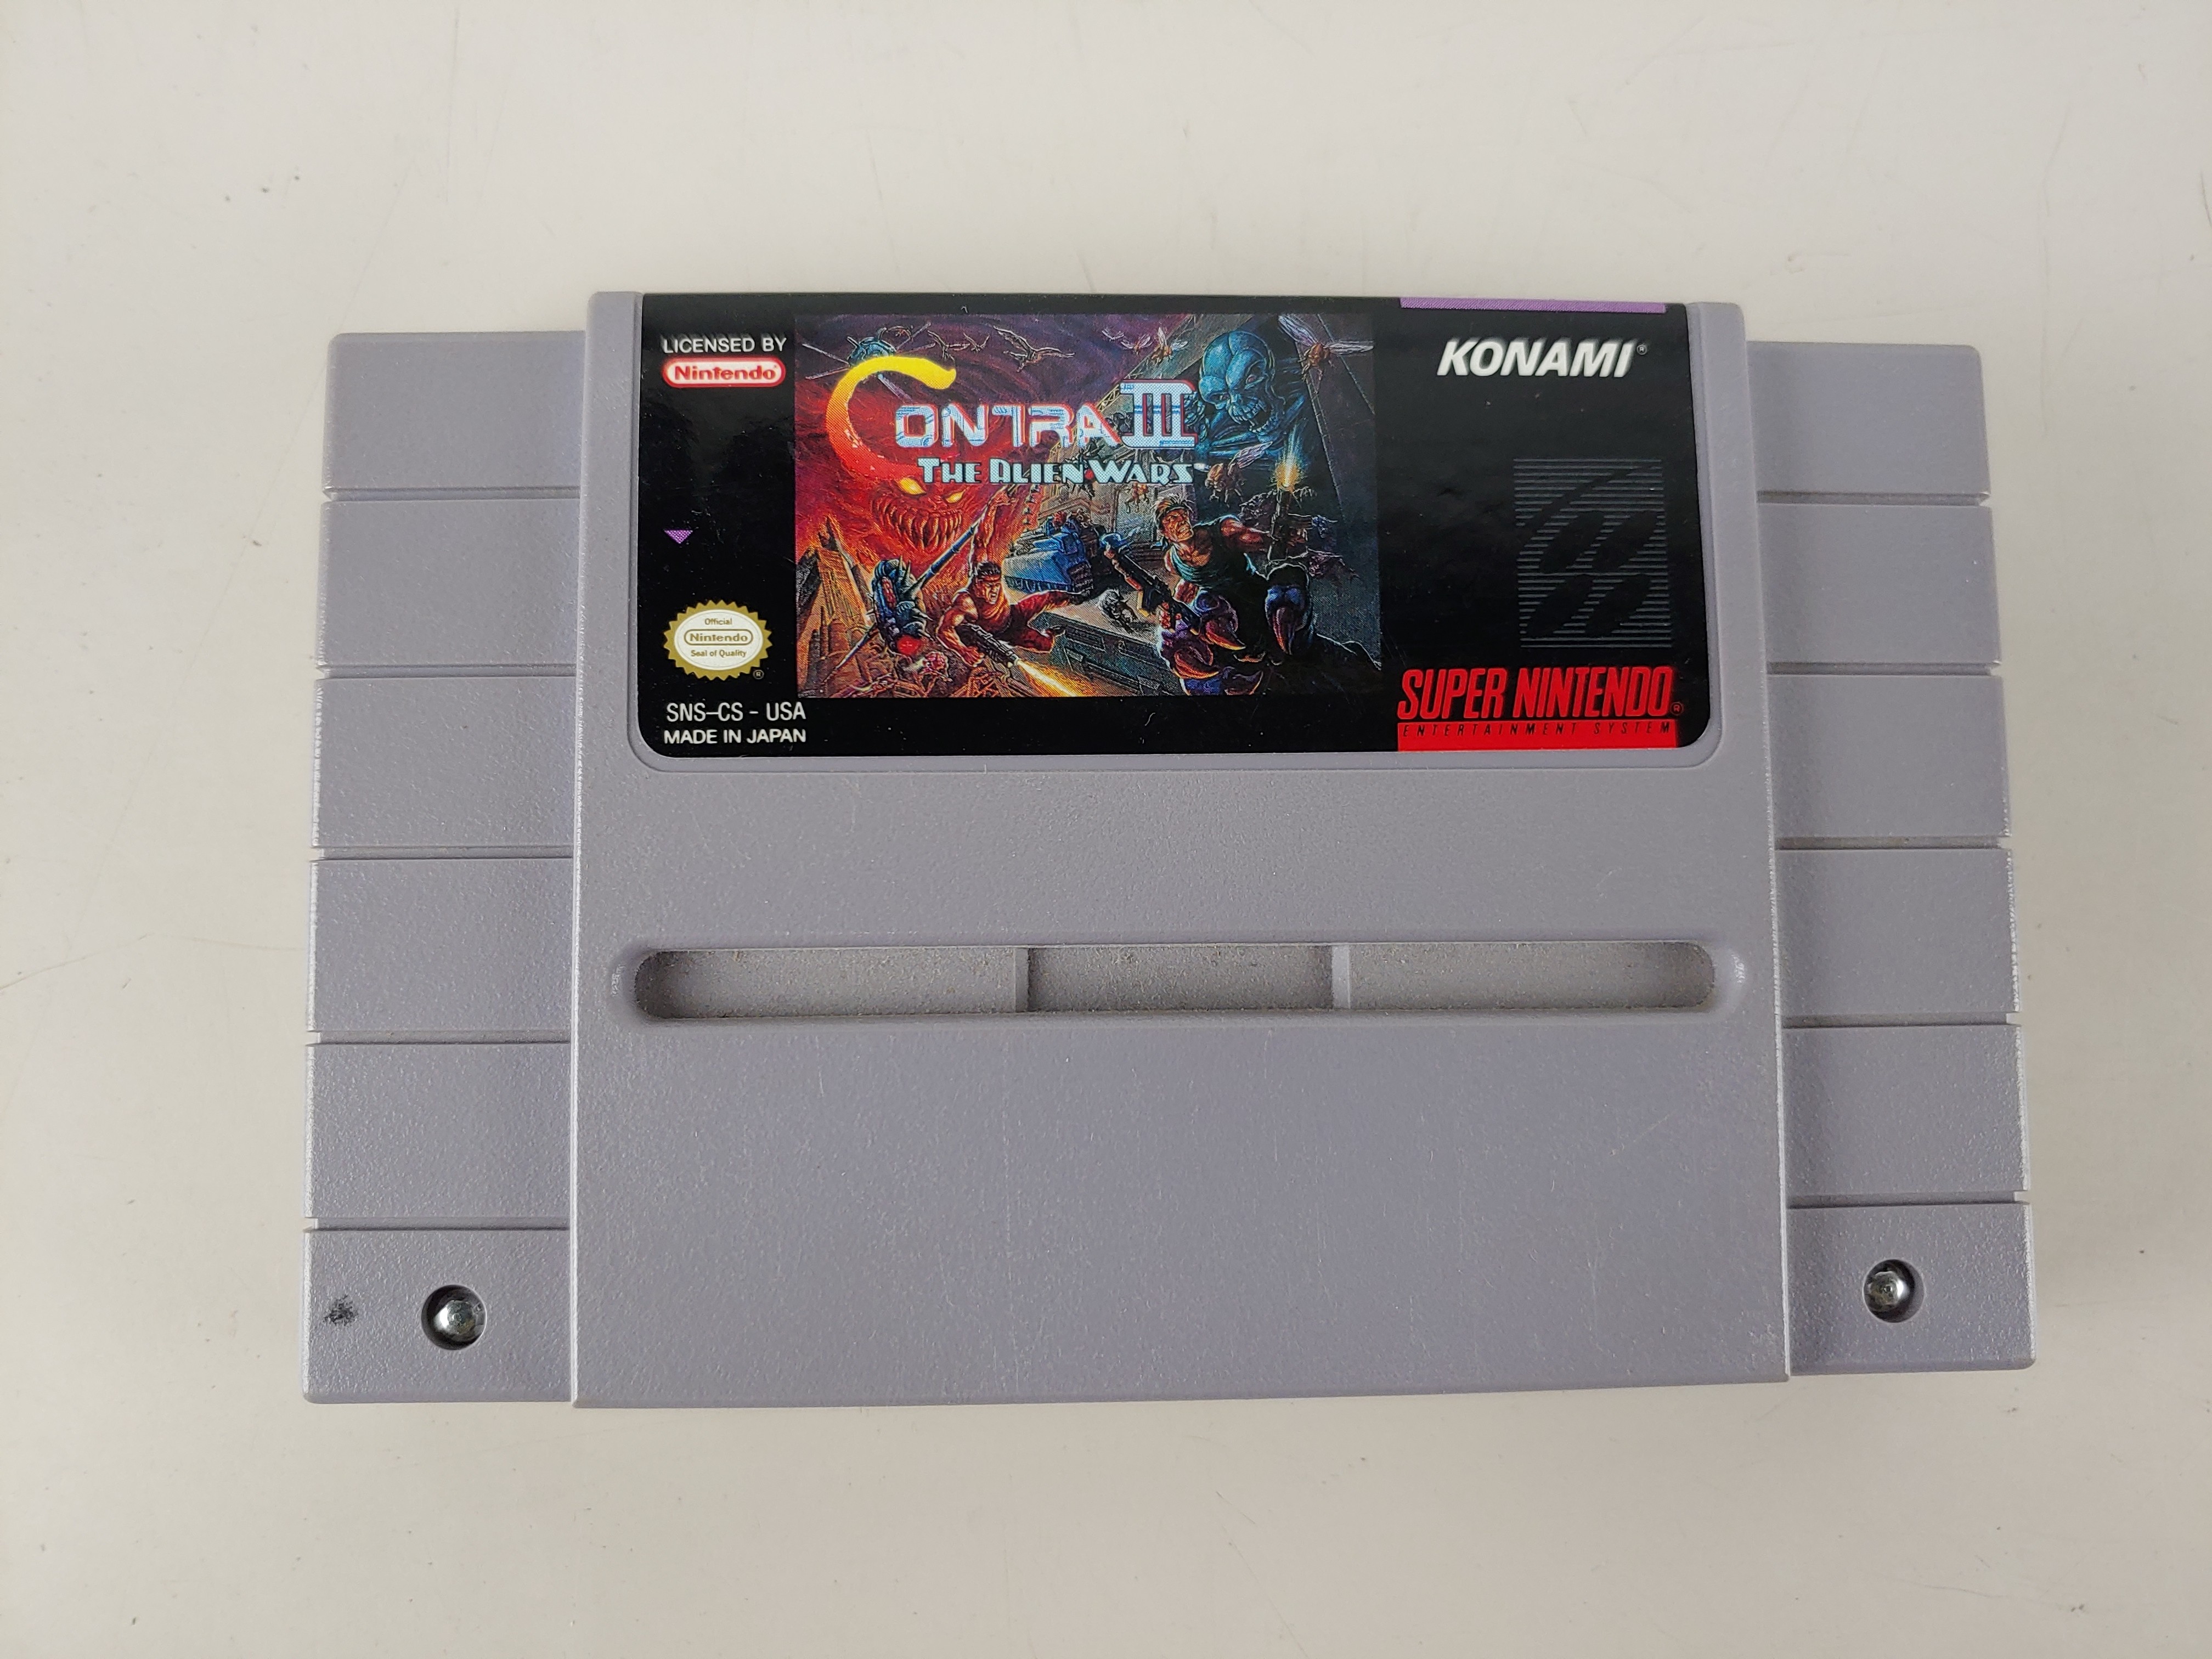 LICENSED BY
Nintendo®
CONTRA III
THE ALIEN WARS™
KONAMI®
Official
Nintendo
Seal of Quality
®
SNS-CS - USA
MADE IN JAPAN
SUPER NINTENDO®
ENTERTAINMENT SYSTEM